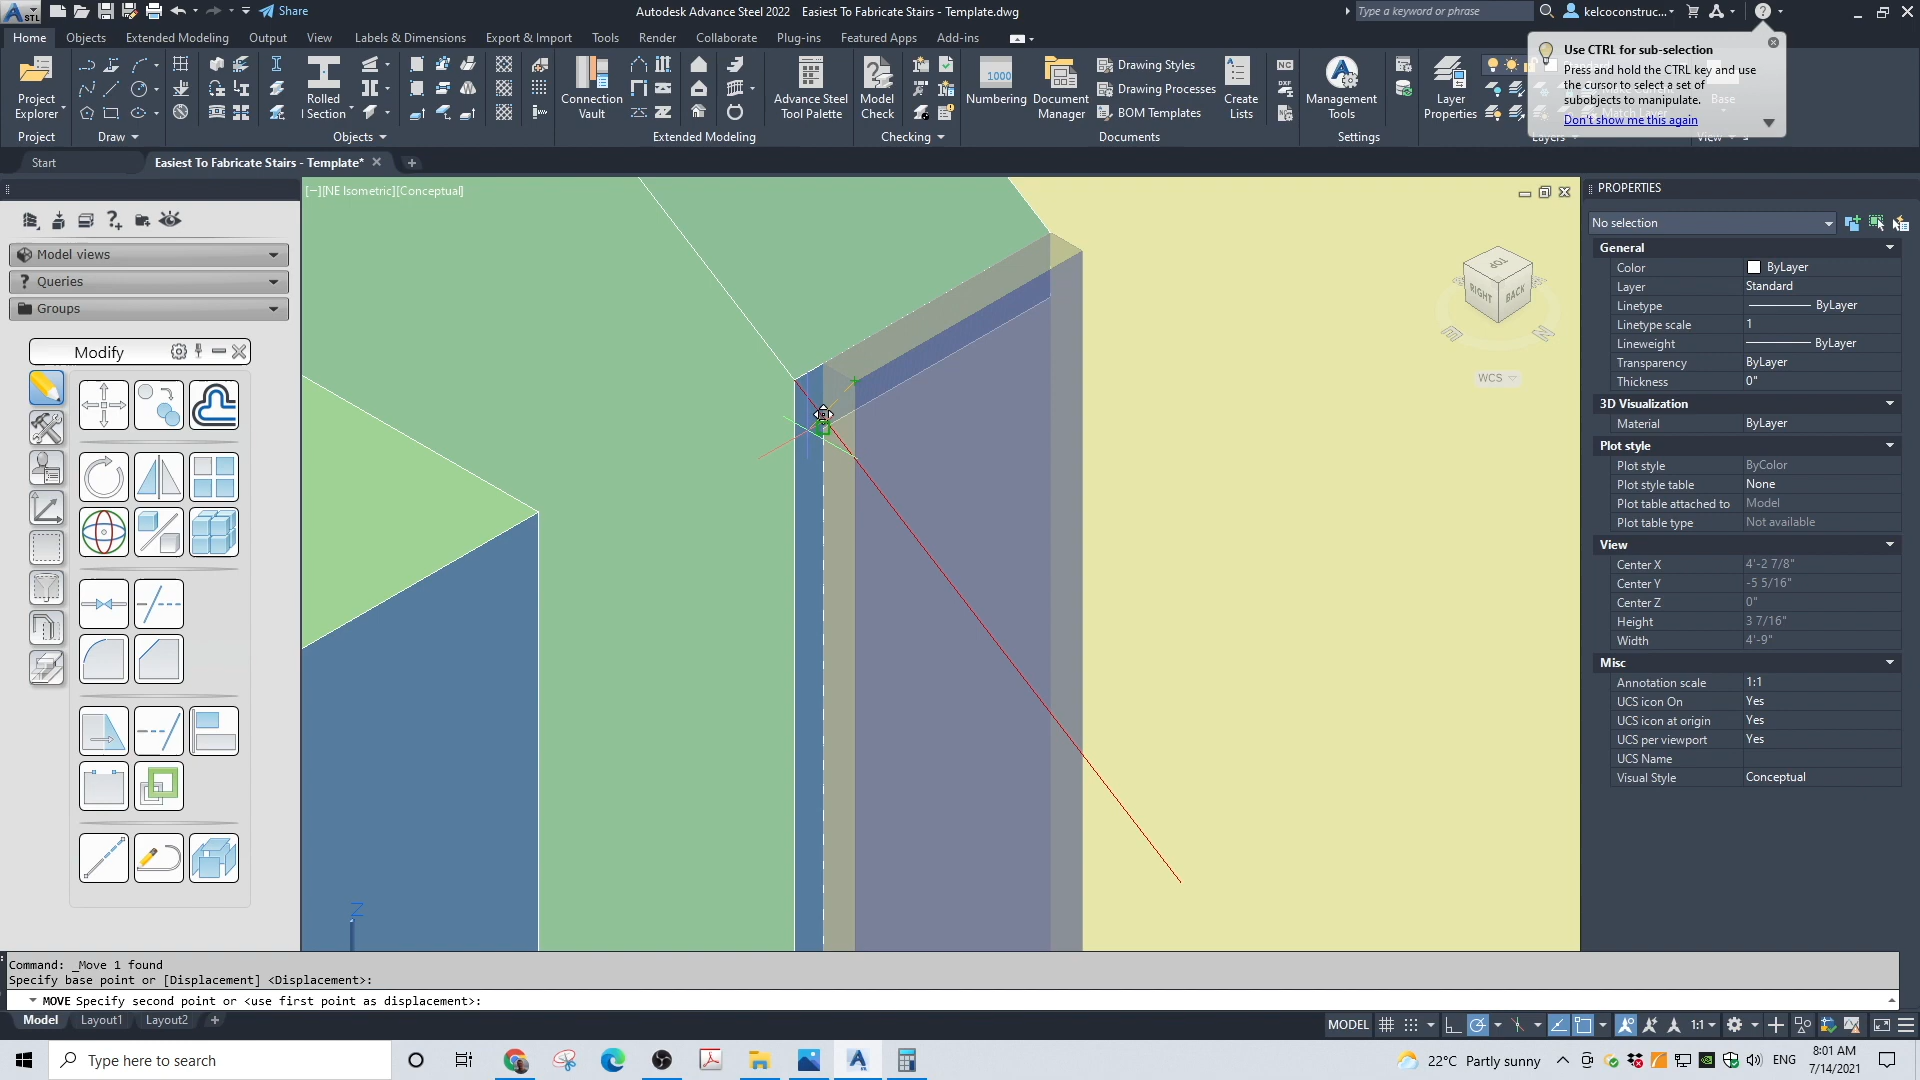 STL
Share
Autodesk Advance Steel 2022 Easiest To Fabricate Stairs - Template.dwg
Type a keyword or phrase
kelcoconstruc...
Home
Objects
Extended Modeling
Output
View
Labels & Dimensions
Export & Import
Tools
Render
Collaborate
Plug-ins
Featured Apps
Add-ins
Use CTRL for sub-selection
Press and hold the CTRL key and use
the cursor to select a set of
subobjects to manipulate.
Don't show me this again
Project
Explorer
Rolled
I Section
Connection
Vault
Advance Steel
Tool Palette
Model
Check
1000
Numbering
Document
Manager
Drawing Styles
Drawing Processes
BOM Templates
Create
Lists
NC
DXF
Management
Tools
Layer
Properties
Base
Project
Draw
Objects
Extended Modeling
Checking
Documents
Settings
Layers
View
Start
Easiest To Fabricate Stairs - Template*
[−][NE Isometric][Conceptual]
Model views
Queries
Groups
Modify
TOP
RIGHT
BACK
E
N
WCS
Z
PROPERTIES
No selection
General
Color ByLayer
Layer Standard
Linetype ByLayer
Linetype scale 1
Lineweight ByLayer
Transparency ByLayer
Thickness 0"
3D Visualization
Material ByLayer
Plot style
Plot style ByColor
Plot style table None
Plot table attached to Model
Plot table type Not available
View
Center X 4'-2 7/8"
Center Y -5 5/16"
Center Z 0"
Height 3 7/16"
Width 4'-9"
Misc
Annotation scale 1:1
UCS icon On Yes
UCS icon at origin Yes
UCS per viewport Yes
UCS Name
Visual Style Conceptual
Command: _Move 1 found
Specify base point or [Displacement] <Displacement>:
MOVE Specify second point or <use first point as displacement>:
Model
Layout1
Layout2
MODEL
1:1
Type here to search
22°C Partly sunny
ENG
8:01 AM
7/14/2021